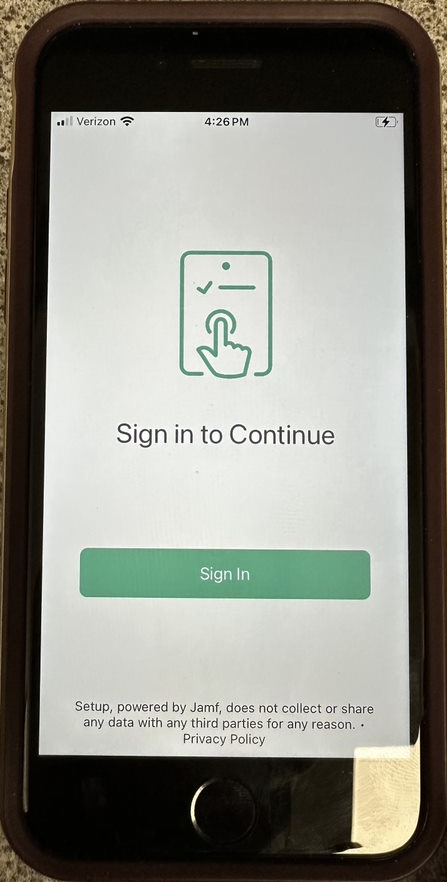 Verizon 4:26 PM
Sign in to Continue
Sign In
Setup, powered by Jamf, does not collect or share
any data with any third parties for any reason. •
Privacy Policy